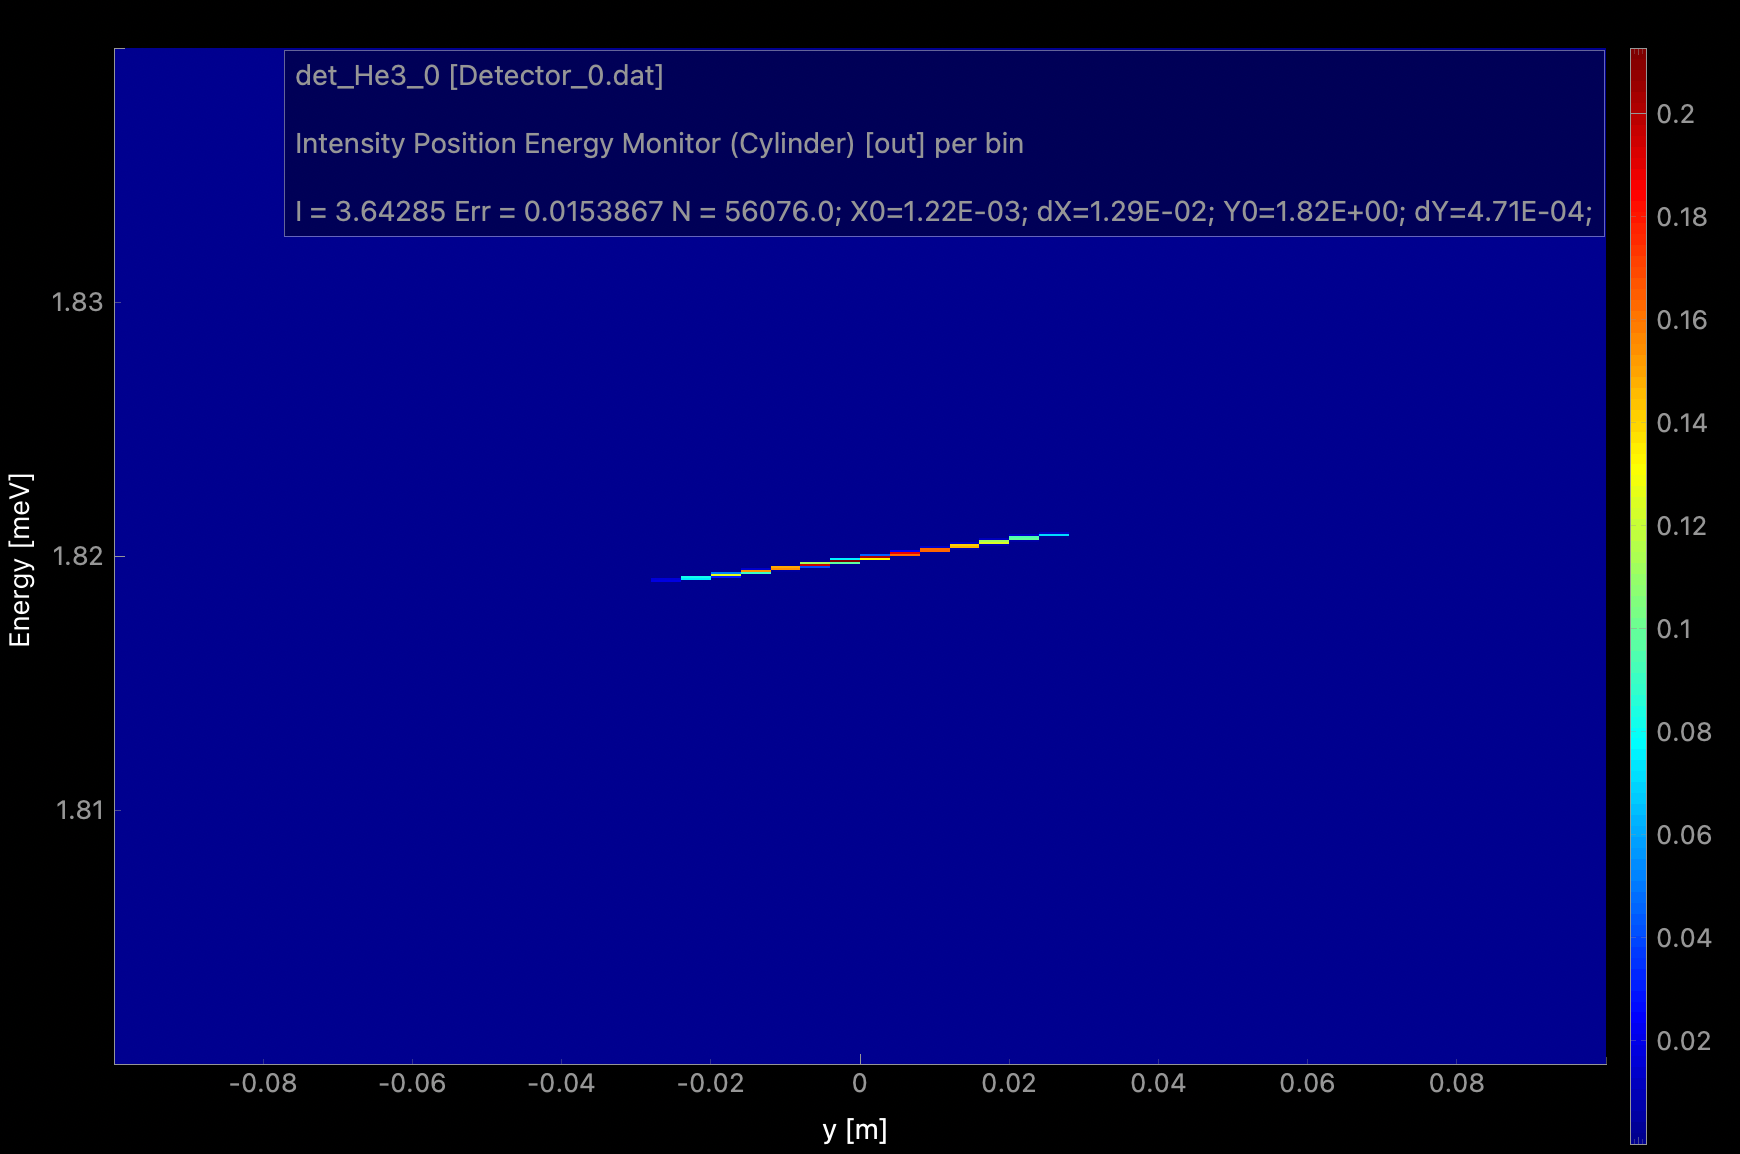 det_He3_0 [Detector_0.dat]
Intensity Position Energy Monitor (Cylinder) [out] per bin
I = 3.64285 Err = 0.0153867 N = 56076.0; X0=1.22E-03; dX=1.29E-02; Y0=1.82E+00; dY=4.71E-04;
1.83
1.82
1.81
Energy [meV]
-0.08 -0.06 -0.04 -0.02 0 0.02 0.04 0.06 0.08
y [m]
0.2
0.18
0.16
0.14
0.12
0.1
0.08
0.06
0.04
0.02